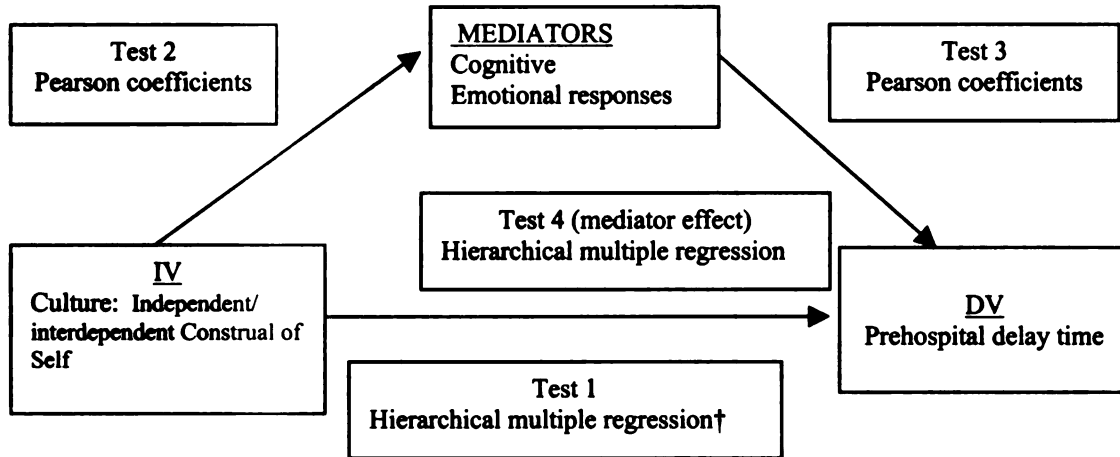 Test 2
Pearson coefficients
MEDIATORS
Cognitive
Emotional responses
Test 3
Pearson coefficients
Test 4 (mediator effect)
Hierarchical multiple regression
IV
Culture: Independent/
interdependent Construal of
Self
DV
Prehospital delay time
Test 1
Hierarchical multiple regression†